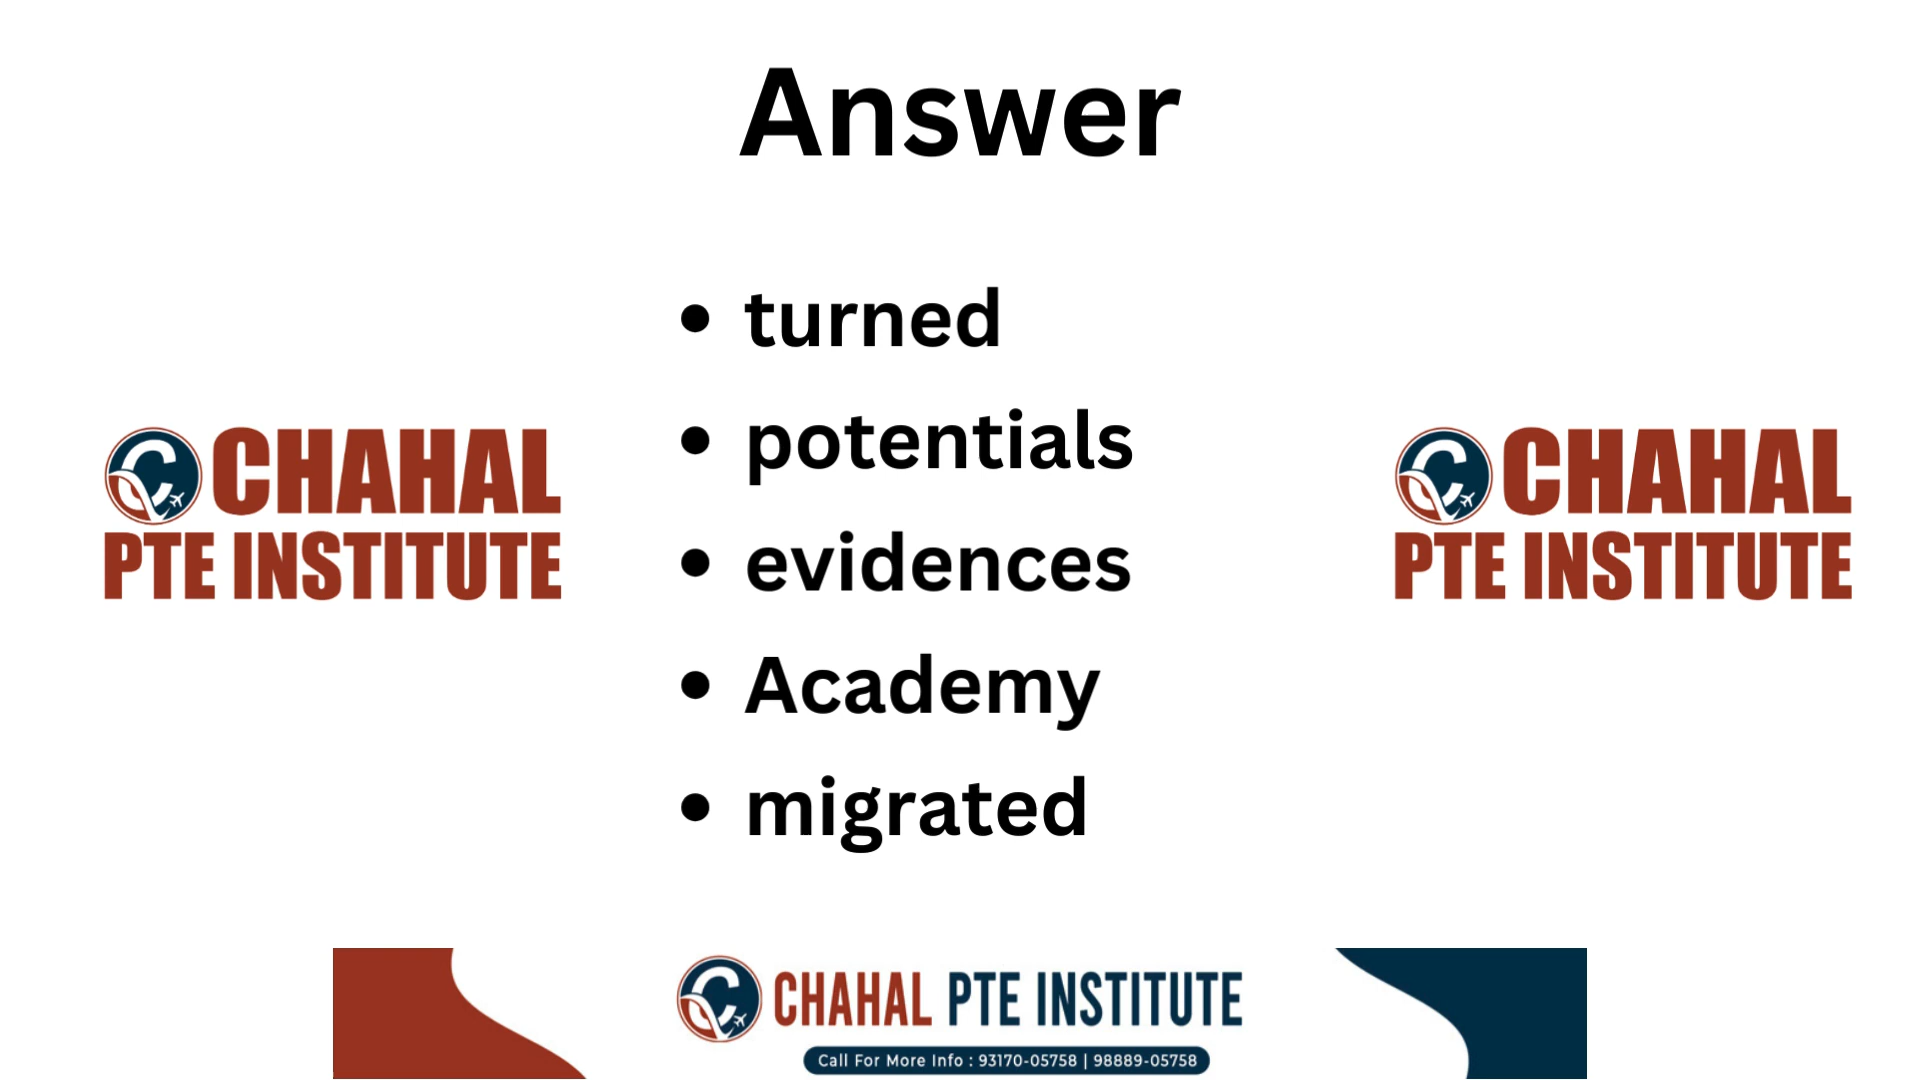 Answer
• turned
• potentials
• evidences
• Academy
• migrated
CHAHAL
PTE INSTITUTE
CHAHAL
PTE INSTITUTE
CHAHAL PTE INSTITUTE
Call For More Info : 93170-05758 | 98889-05758